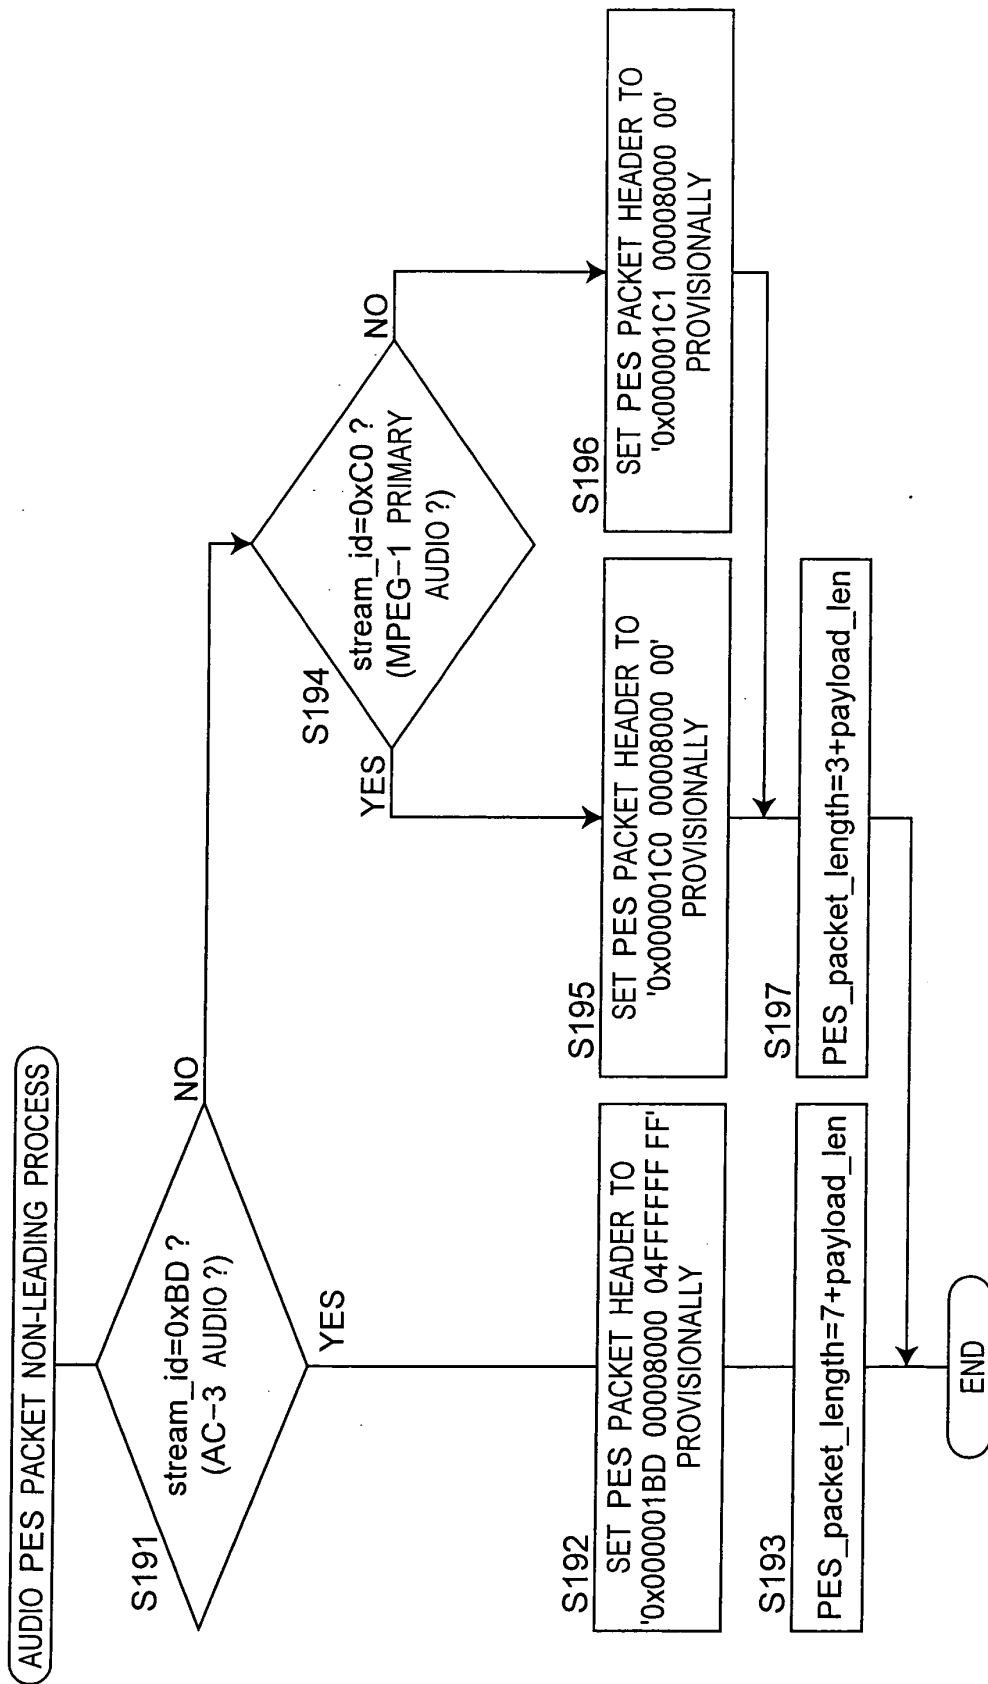 AUDIO PES PACKET NON-LEADING PROCESS
S191
stream_id=0xBD ?
(AC-3 AUDIO ?)
NO
YES
S194
stream_id=0xC0 ?
(MPEG-1 PRIMARY
AUDIO ?)
YES
NO
S192
SET PES PACKET HEADER TO
'0x000001BD 00008000 04FFFFFF FF'
PROVISIONALLY
S195
SET PES PACKET HEADER TO
'0x000001C0 00008000 00'
PROVISIONALLY
S196
SET PES PACKET HEADER TO
'0x000001C1 00008000 00'
PROVISIONALLY
S193
PES_packet_length=7+payload_len
S197
PES_packet_length=3+payload_len
END